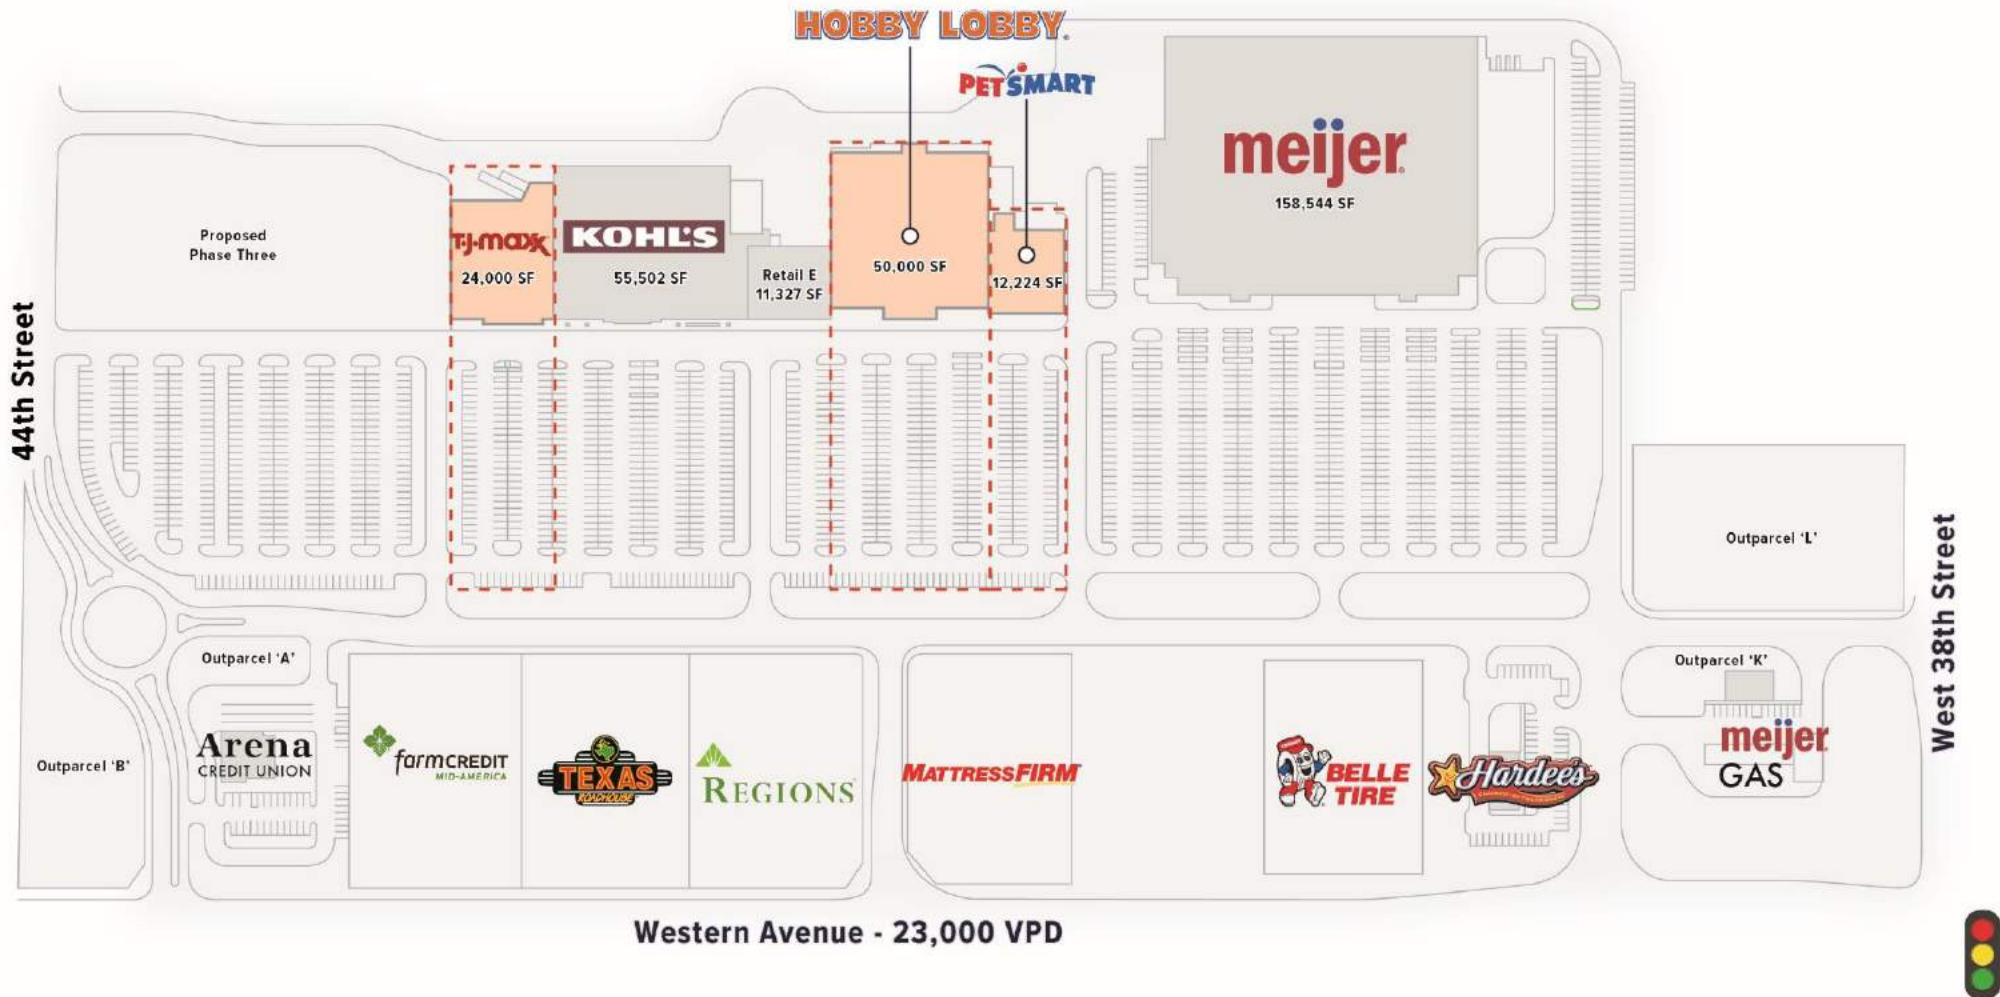 HOBBY LOBBY
PETSMART
meijer
158,544 SF
Proposed
Phase Three
T.J.maxx
24,000 SF
KOHL'S
55,502 SF
Retail E
11,327 SF
50,000 SF
12,224 SF
44th Street
Outparcel 'L'
West 38th Street
Outparcel 'A'
Outparcel 'K'
Outparcel 'B'
Arena
CREDIT UNION
farmCREDIT
MID-AMERICA
TEXAS
ROADHOUSE
REGIONS
MATTRESSFIRM
BELLE
TIRE
Hardee's
meijer
GAS
Western Avenue - 23,000 VPD